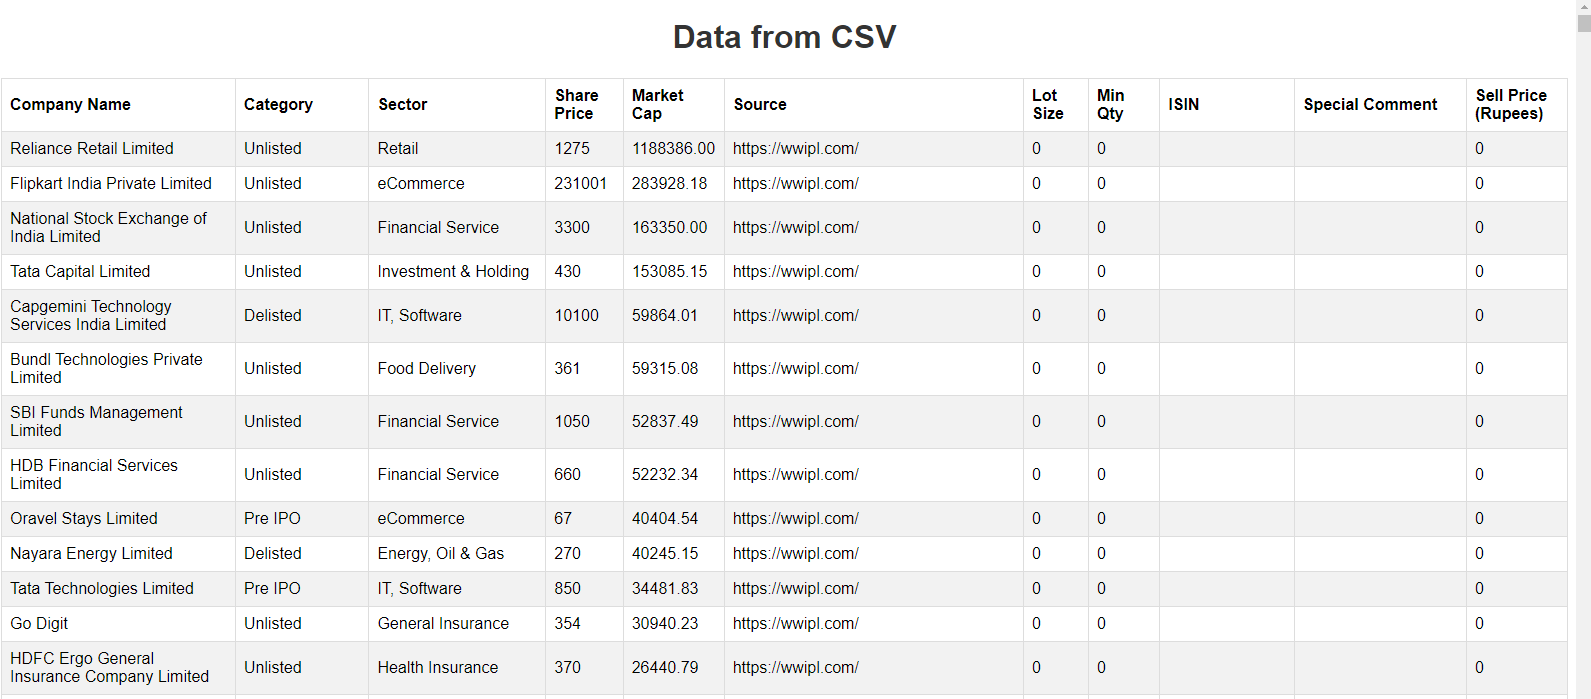 Data from CSV
Company Name Category Sector Share Price Market Cap Source Lot Size Min Qty ISIN Special Comment Sell Price (Rupees)
Reliance Retail Limited Unlisted Retail 1275 1188386.00 https://wwipl.com/ 0 0 0
Flipkart India Private Limited Unlisted eCommerce 231001 283928.18 https://wwipl.com/ 0 0 0
National Stock Exchange of India Limited Unlisted Financial Service 3300 163350.00 https://wwipl.com/ 0 0 0
Tata Capital Limited Unlisted Investment & Holding 430 153085.15 https://wwipl.com/ 0 0 0
Capgemini Technology Services India Limited Delisted IT, Software 10100 59864.01 https://wwipl.com/ 0 0 0
Bundl Technologies Private Limited Unlisted Food Delivery 361 59315.08 https://wwipl.com/ 0 0 0
SBI Funds Management Limited Unlisted Financial Service 1050 52837.49 https://wwipl.com/ 0 0 0
HDB Financial Services Limited Unlisted Financial Service 660 52232.34 https://wwipl.com/ 0 0 0
Oravel Stays Limited Pre IPO eCommerce 67 40404.54 https://wwipl.com/ 0 0 0
Nayara Energy Limited Delisted Energy, Oil & Gas 270 40245.15 https://wwipl.com/ 0 0 0
Tata Technologies Limited Pre IPO IT, Software 850 34481.83 https://wwipl.com/ 0 0 0
Go Digit Unlisted General Insurance 354 30940.23 https://wwipl.com/ 0 0 0
HDFC Ergo General Insurance Company Limited Unlisted Health Insurance 370 26440.79 https://wwipl.com/ 0 0 0